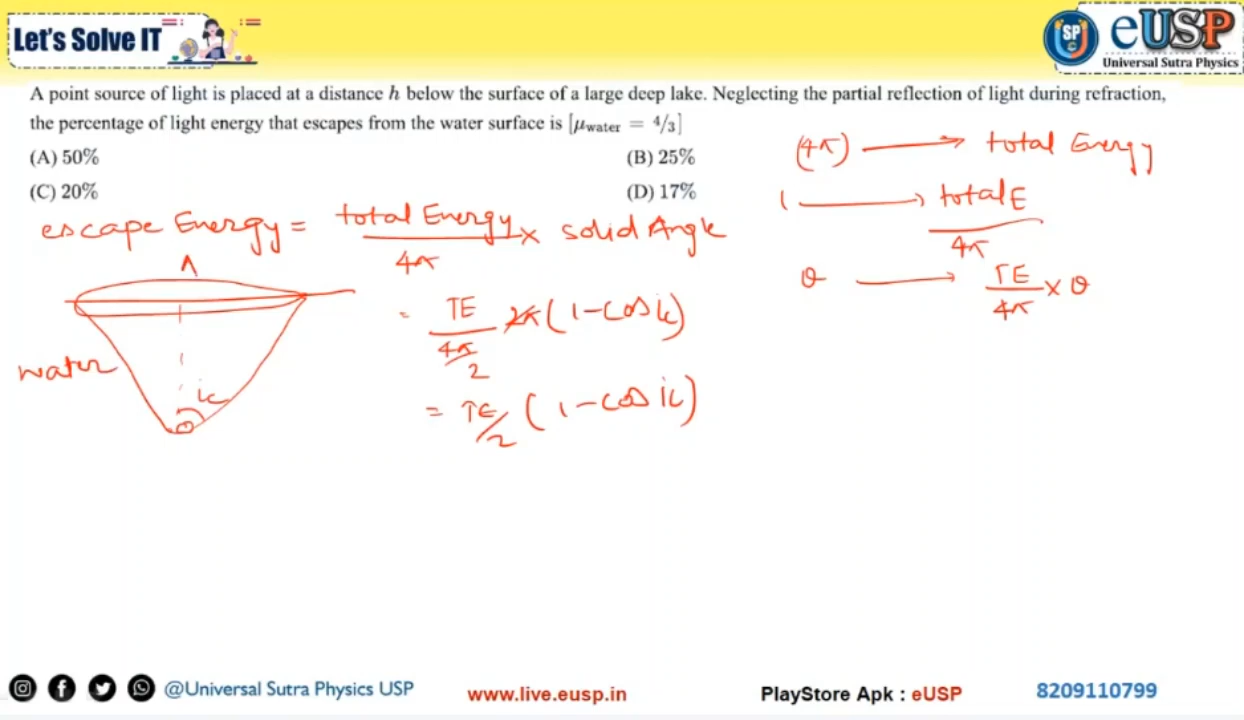 Let's Solve IT
SP eUSP
Universal Sutra Physics
A point source of light is placed at a distance h below the surface of a large deep lake. Neglecting the partial reflection of light during refraction,
the percentage of light energy that escapes from the water surface is [μwater = 4/3]
(A) 50%
(B) 25%
(C) 20%
(D) 17%
(4π) → total Energy
1 → total E / 4π
θ → TE / 4π × θ
escape Energy = total Energy / 4π × solid Angle
= TE / 4π 2π (1-cos ic)
2
= TE/2 (1-cos ic)
water
ic
@Universal Sutra Physics USP
www.live.eusp.in
PlayStore Apk : eUSP
8209110799